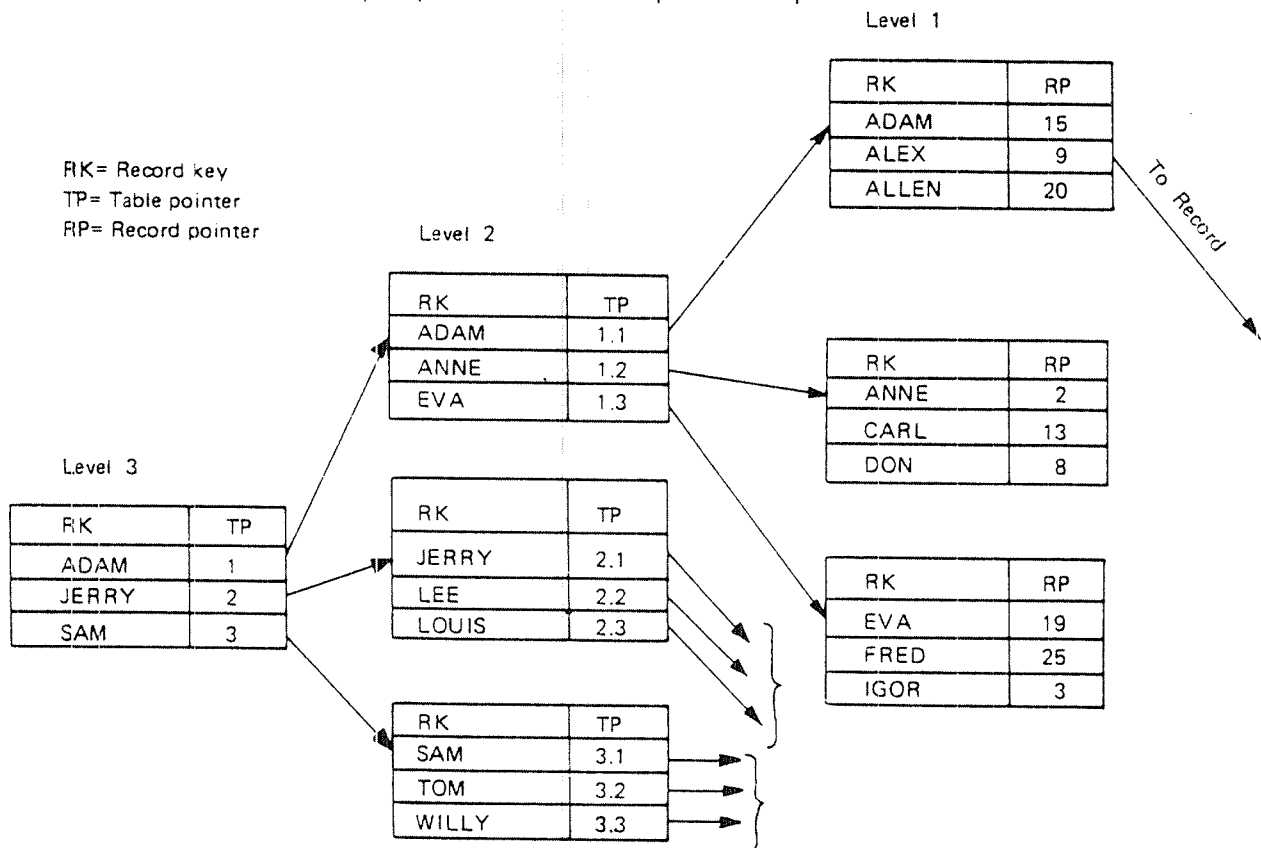 Level 1
RK RP
ADAM 15
ALEX 9
ALLEN 20
To Record
RK= Record key
TP= Table pointer
RP= Record pointer
Level 2
RK TP
ADAM 1.1
ANNE 1.2
EVA 1.3
RK RP
ANNE 2
CARL 13
DON 8
Level 3
RK TP
ADAM 1
JERRY 2
SAM 3
RK TP
JERRY 2.1
LEE 2.2
LOUIS 2.3
RK RP
EVA 19
FRED 25
IGOR 3
RK TP
SAM 3.1
TOM 3.2
WILLY 3.3